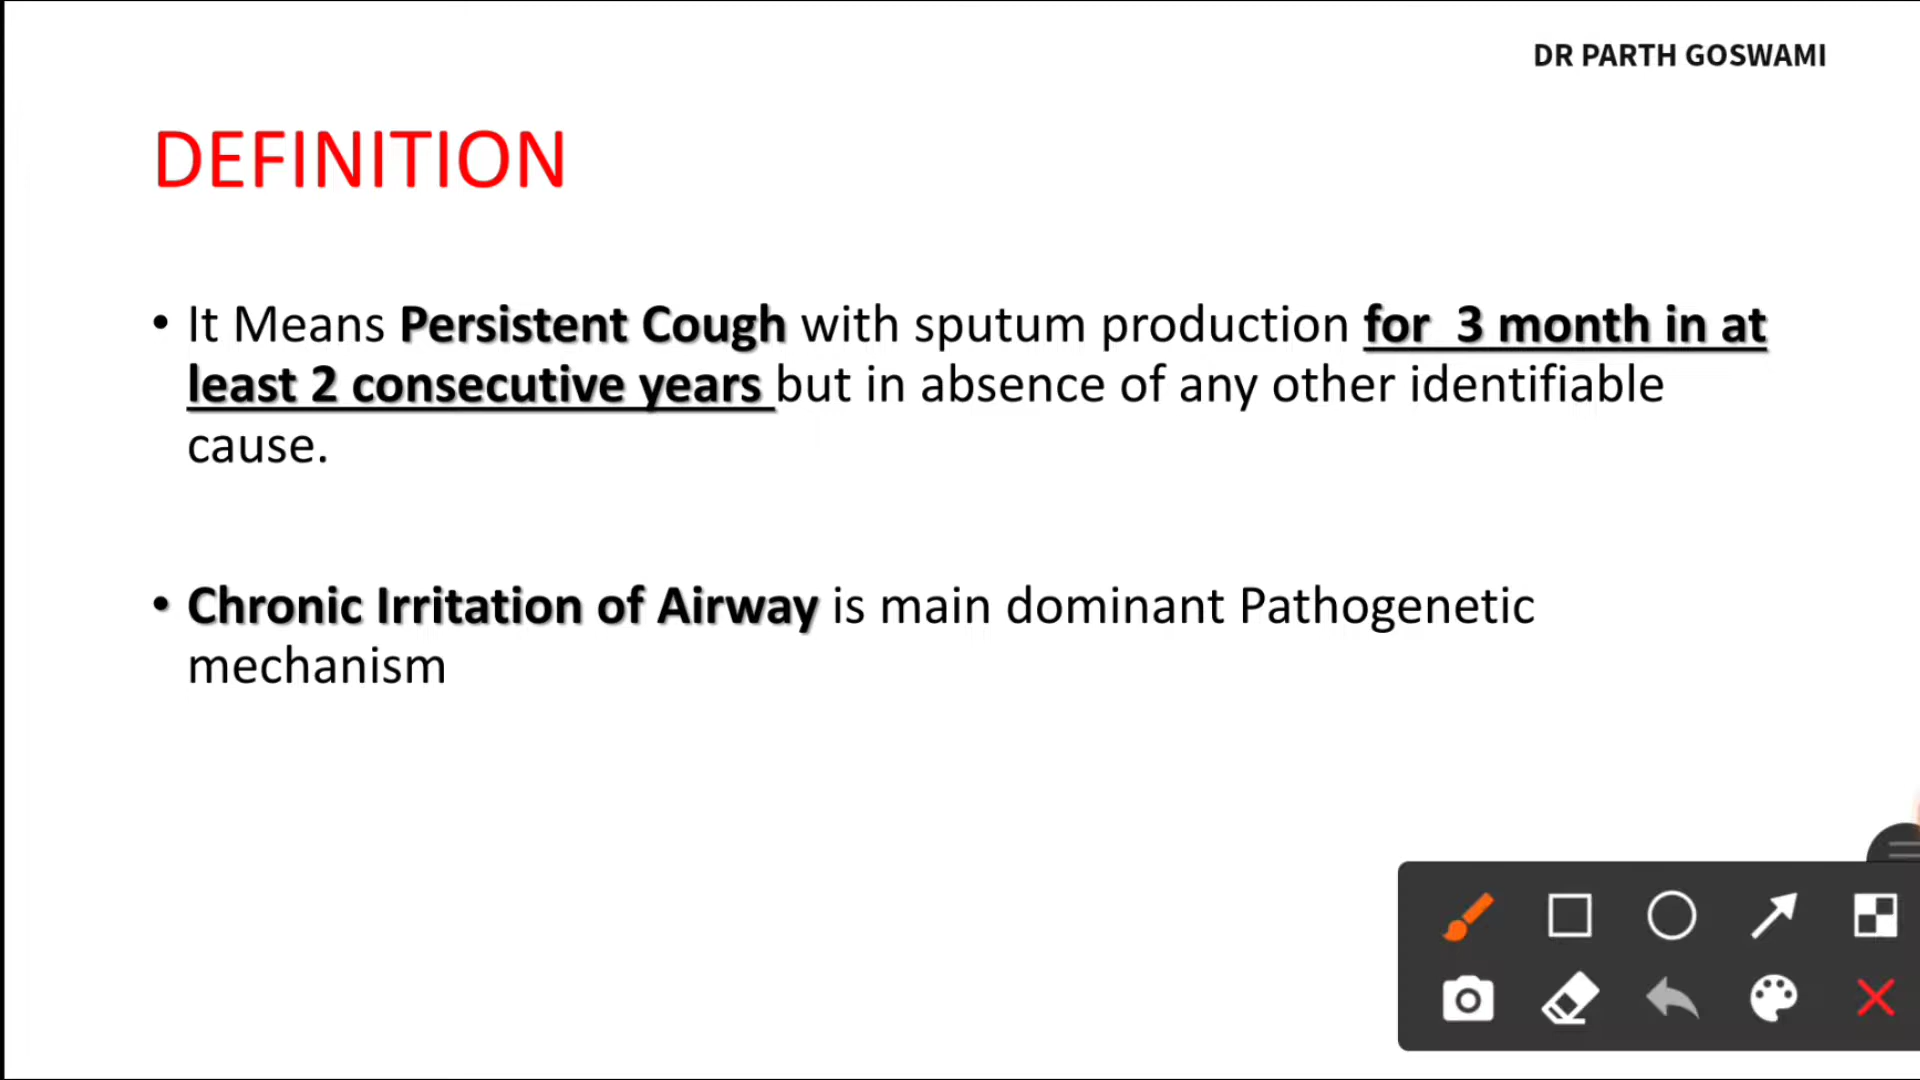 DR PARTH GOSWAMI
DEFINITION
• It Means Persistent Cough with sputum production for 3 month in at
least 2 consecutive years but in absence of any other identifiable
cause.
• Chronic Irritation of Airway is main dominant Pathogenetic
mechanism